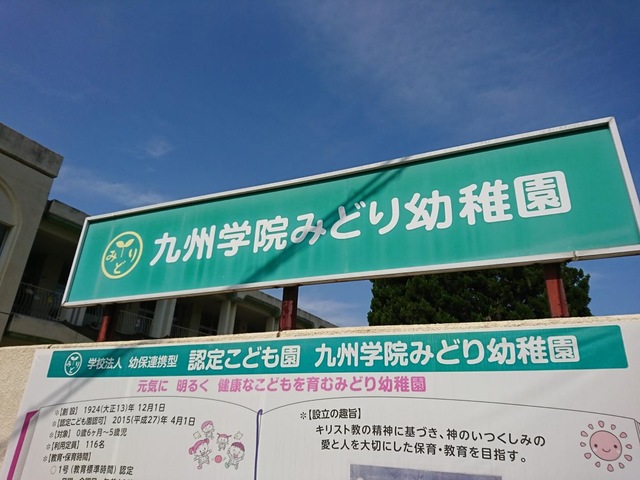 みどり 九州学院みどり幼稚園
学校法人 幼保連携型 認定こども園 九州学院みどり幼稚園
元気に 明るく 健康なこどもを育むみどり幼稚園
※【創 設】 1924(大正13)年 12月1日
※【認定こども園認可】 2015(平成27)年 4月1日
※【対象】 0歳6ヶ月〜5歳児
※【利用定員】 116名
※【教育・保育時間】
○1号(教育標準時間)認定
※【設立の趣旨】
キリスト教の精神に基づき、神のいつくしみの
愛と人を大切にした保育・教育を目指す。